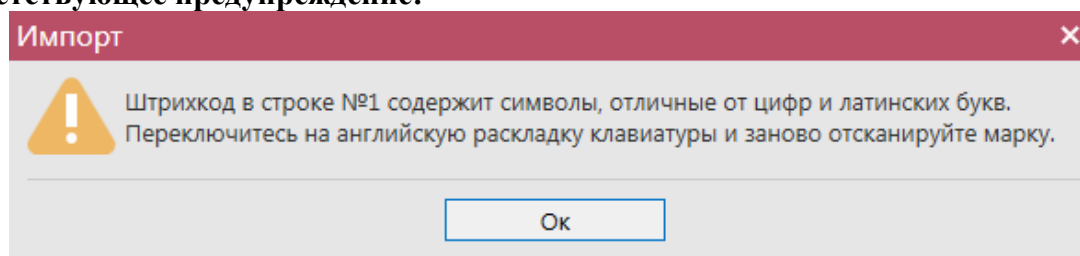 предупреждение:
Импорт
Штрихкод в строке №1 содержит символы, отличные от цифр и латинских букв.
Переключитесь на английскую раскладку клавиатуры и заново отсканируйте марку.
Ок